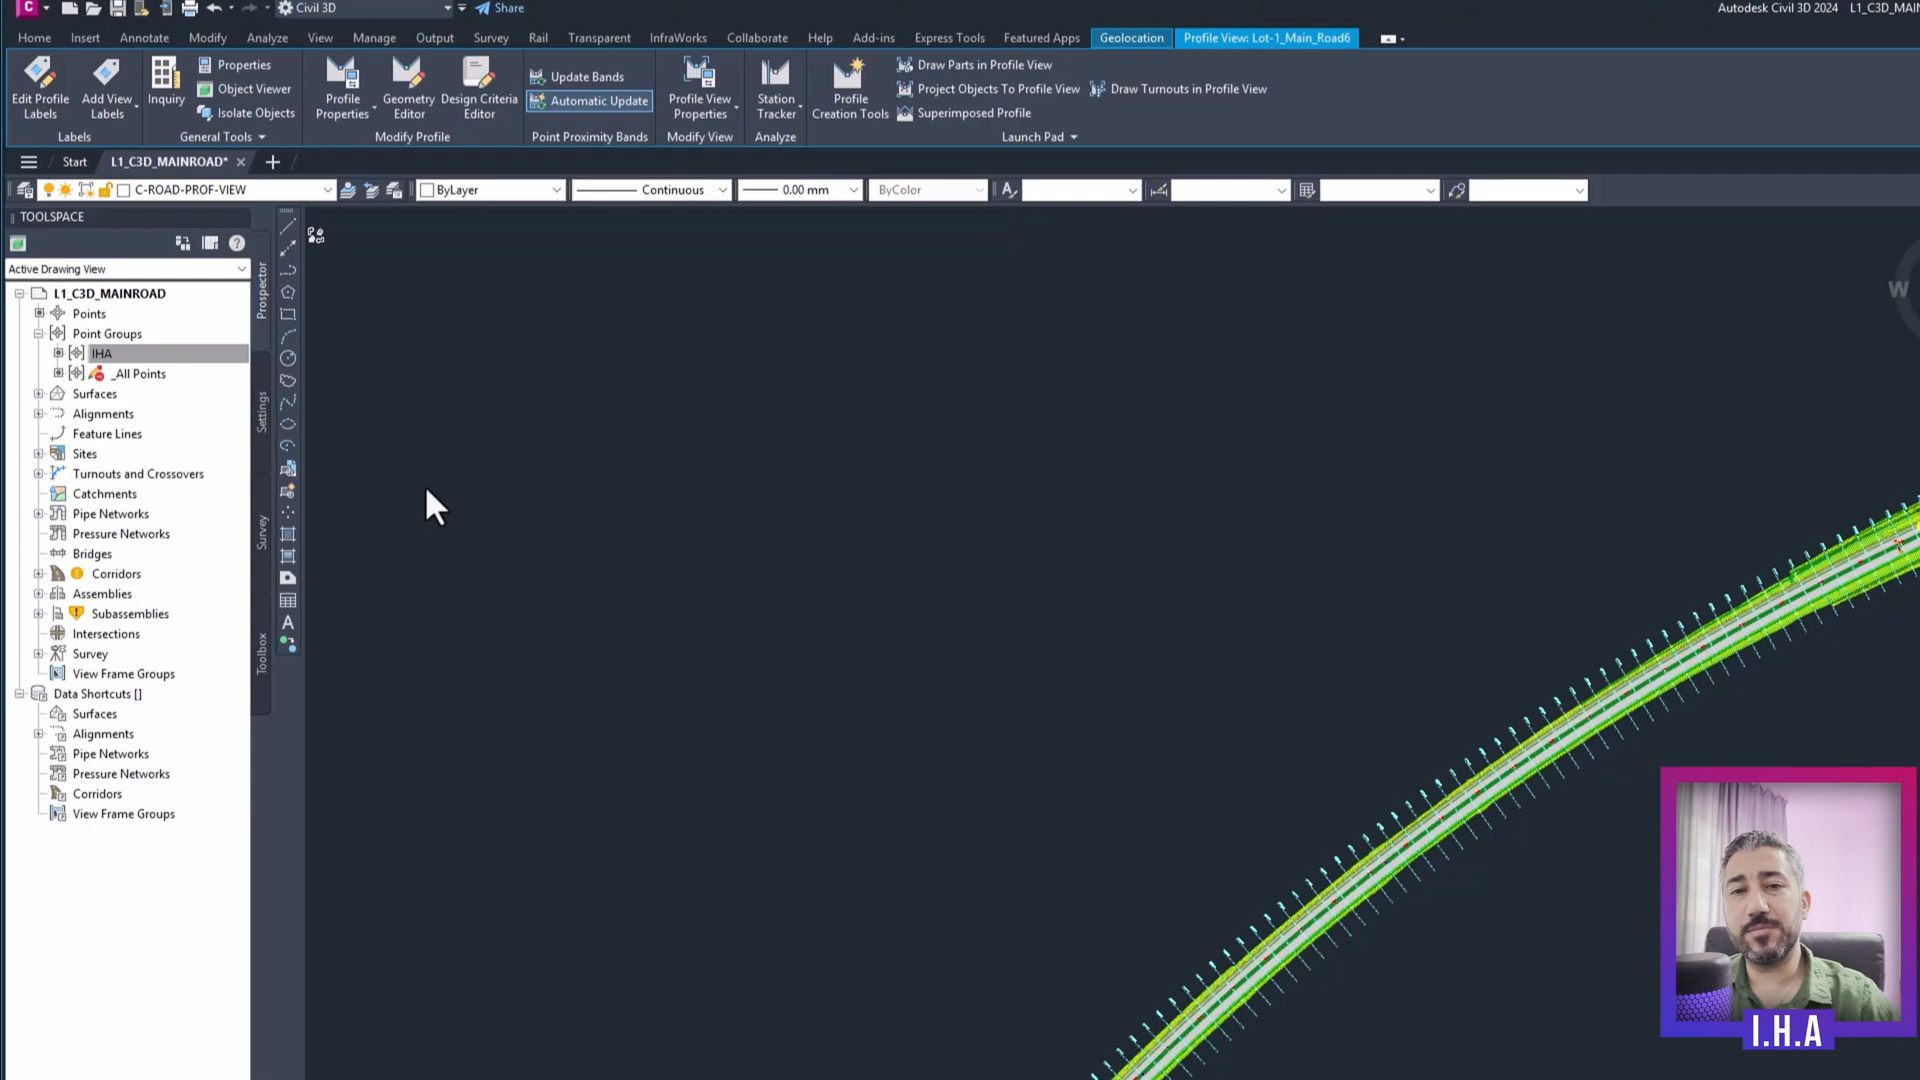 C
Civil 3D
Share
Autodesk Civil 3D 2024 L1_C3D_MAIN
Home Insert Annotate Modify Analyze View Manage Output Survey Rail Transparent InfraWorks Collaborate Help Add-ins Express Tools Featured Apps Geolocation Profile View: Lot-1_Main_Road6
Edit Profile Labels
Add View Labels
Labels
Inquiry
Properties
Object Viewer
Isolate Objects
General Tools
Profile Properties
Geometry Editor
Design Criteria Editor
Modify Profile
Update Bands
Automatic Update
Point Proximity Bands
Profile View Properties
Modify View
Station Tracker
Analyze
Profile Creation Tools
Draw Parts in Profile View
Project Objects To Profile View
Superimposed Profile
Draw Turnouts in Profile View
Launch Pad
Start L1_C3D_MAINROAD*
C-ROAD-PROF-VIEW ByLayer Continuous 0.00 mm ByColor
TOOLSPACE
Active Drawing View
L1_C3D_MAINROAD
Points
Point Groups
IHA
_All Points
Surfaces
Alignments
Feature Lines
Sites
Turnouts and Crossovers
Catchments
Pipe Networks
Pressure Networks
Bridges
Corridors
Assemblies
Subassemblies
Intersections
Survey
View Frame Groups
Data Shortcuts []
Surfaces
Alignments
Pipe Networks
Pressure Networks
Corridors
View Frame Groups
Prospector
Settings
Survey
Toolbox
A
W
I.H.A